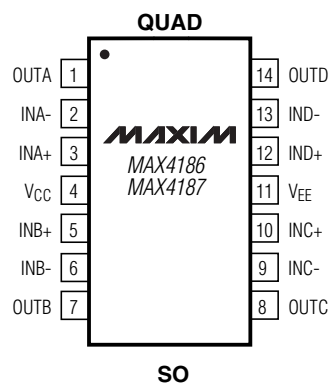 QUAD
OUTA 1
INA- 2
INA+ 3
VCC 4
INB+ 5
INB- 6
OUTB 7
MAXIM
MAX4186
MAX4187
14 OUTD
13 IND-
12 IND+
11 VEE
10 INC+
9 INC-
8 OUTC
SO